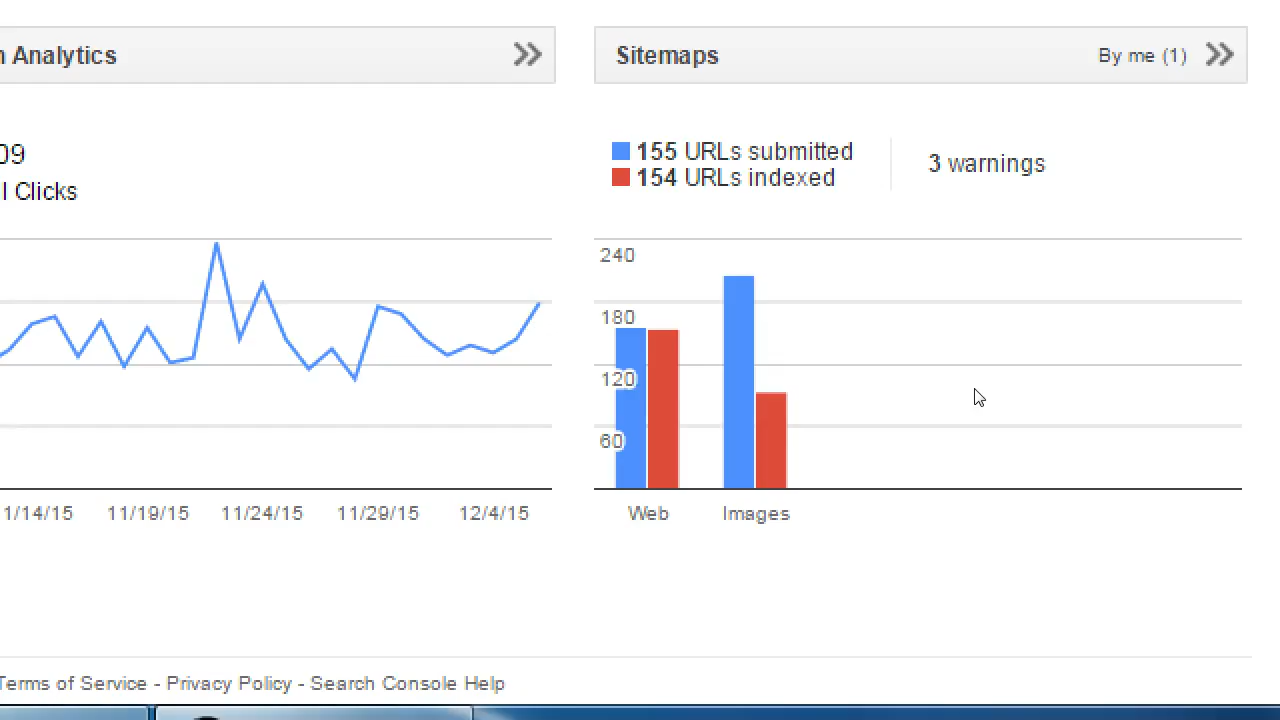 n Analytics
09
l Clicks
1/14/15 11/19/15 11/24/15 11/29/15 12/4/15
Sitemaps By me (1)
155 URLs submitted
154 URLs indexed
3 warnings
240
180
120
60
Web Images
Terms of Service - Privacy Policy - Search Console Help